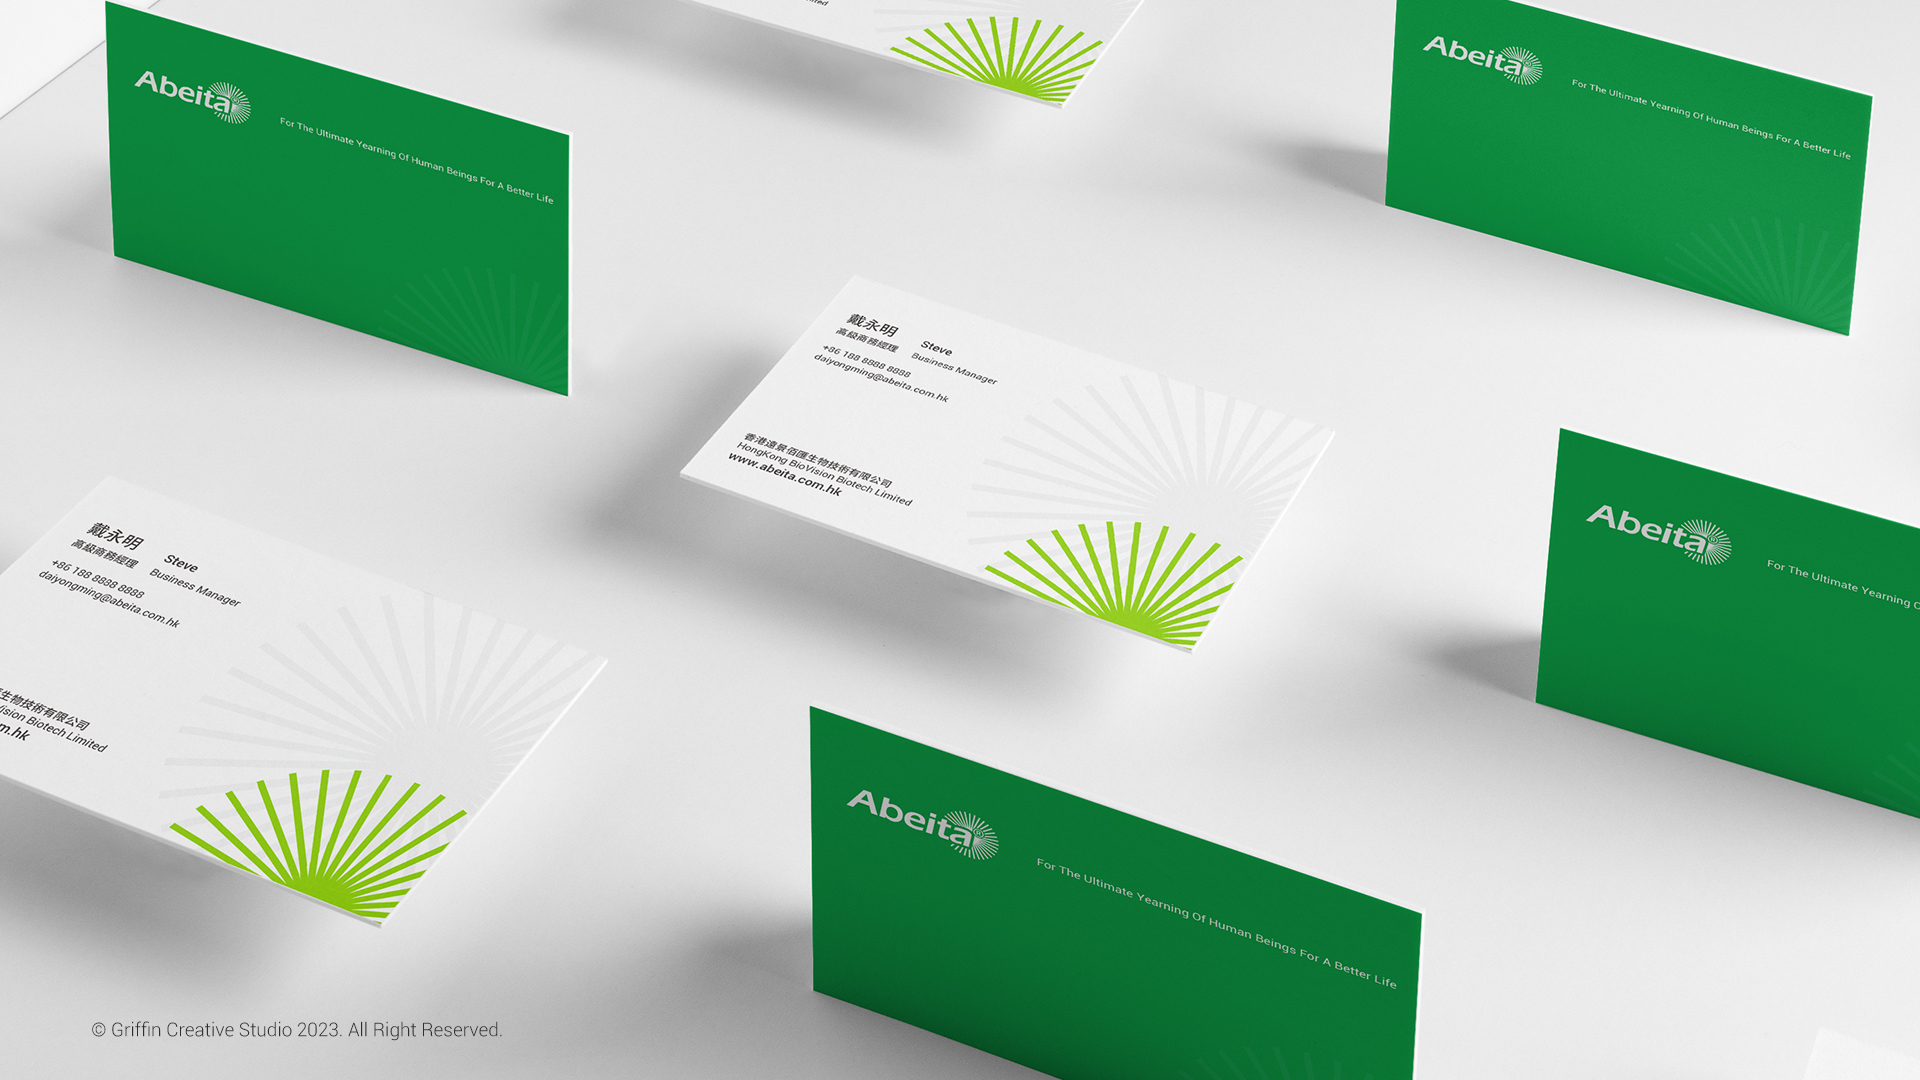 Limited
Abeita®
For The Ultimate Yearning Of Human Beings For A Better Life
Abeita®
For The Ultimate Yearning Of Human Beings For A Better Life
戴永明
高級商務經理
Steve
Business Manager
+86 188 8888 8888
daiyongming@abeita.com.hk
香港遠景佰匯生物技術有限公司
HongKong BioVision Biotech Limited
www.abeita.com.hk
戴永明
高級商務經理
Steve
Business Manager
+86 188 8888 8888
daiyongming@abeita.com.hk
生物技術有限公司
Vision Biotech Limited
m.hk
Abeita®
For The Ultimate Yearning O
Abeita®
For The Ultimate Yearning Of Human Beings For A Better Life
© Griffin Creative Studio 2023. All Right Reserved.